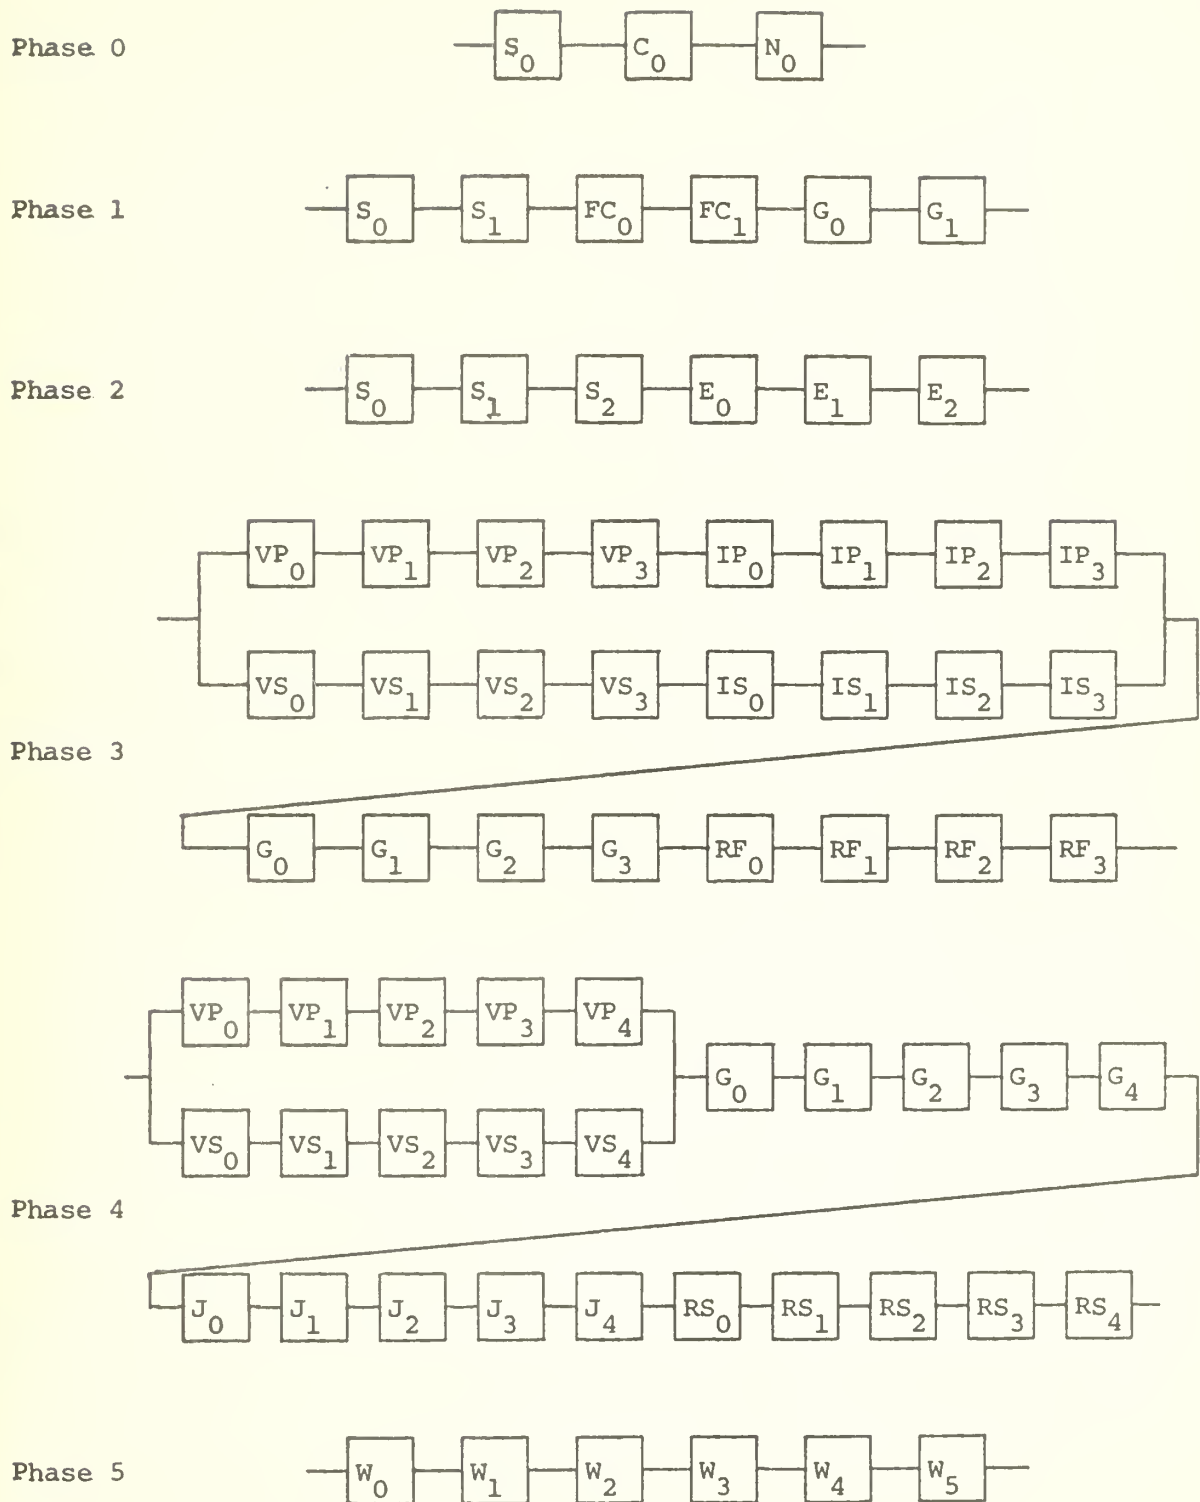 Phase 0 S0 C0 N0
Phase 1 S0 S1 FC0 FC1 G0 G1
Phase 2 S0 S1 S2 E0 E1 E2
VP0 VP1 VP2 VP3 IP0 IP1 IP2 IP3
VS0 VS1 VS2 VS3 IS0 IS1 IS2 IS3
Phase 3
G0 G1 G2 G3 RF0 RF1 RF2 RF3
VP0 VP1 VP2 VP3 VP4
G0 G1 G2 G3 G4
VS0 VS1 VS2 VS3 VS4
Phase 4
J0 J1 J2 J3 J4 RS0 RS1 RS2 RS3 RS4
Phase 5 W0 W1 W2 W3 W4 W5